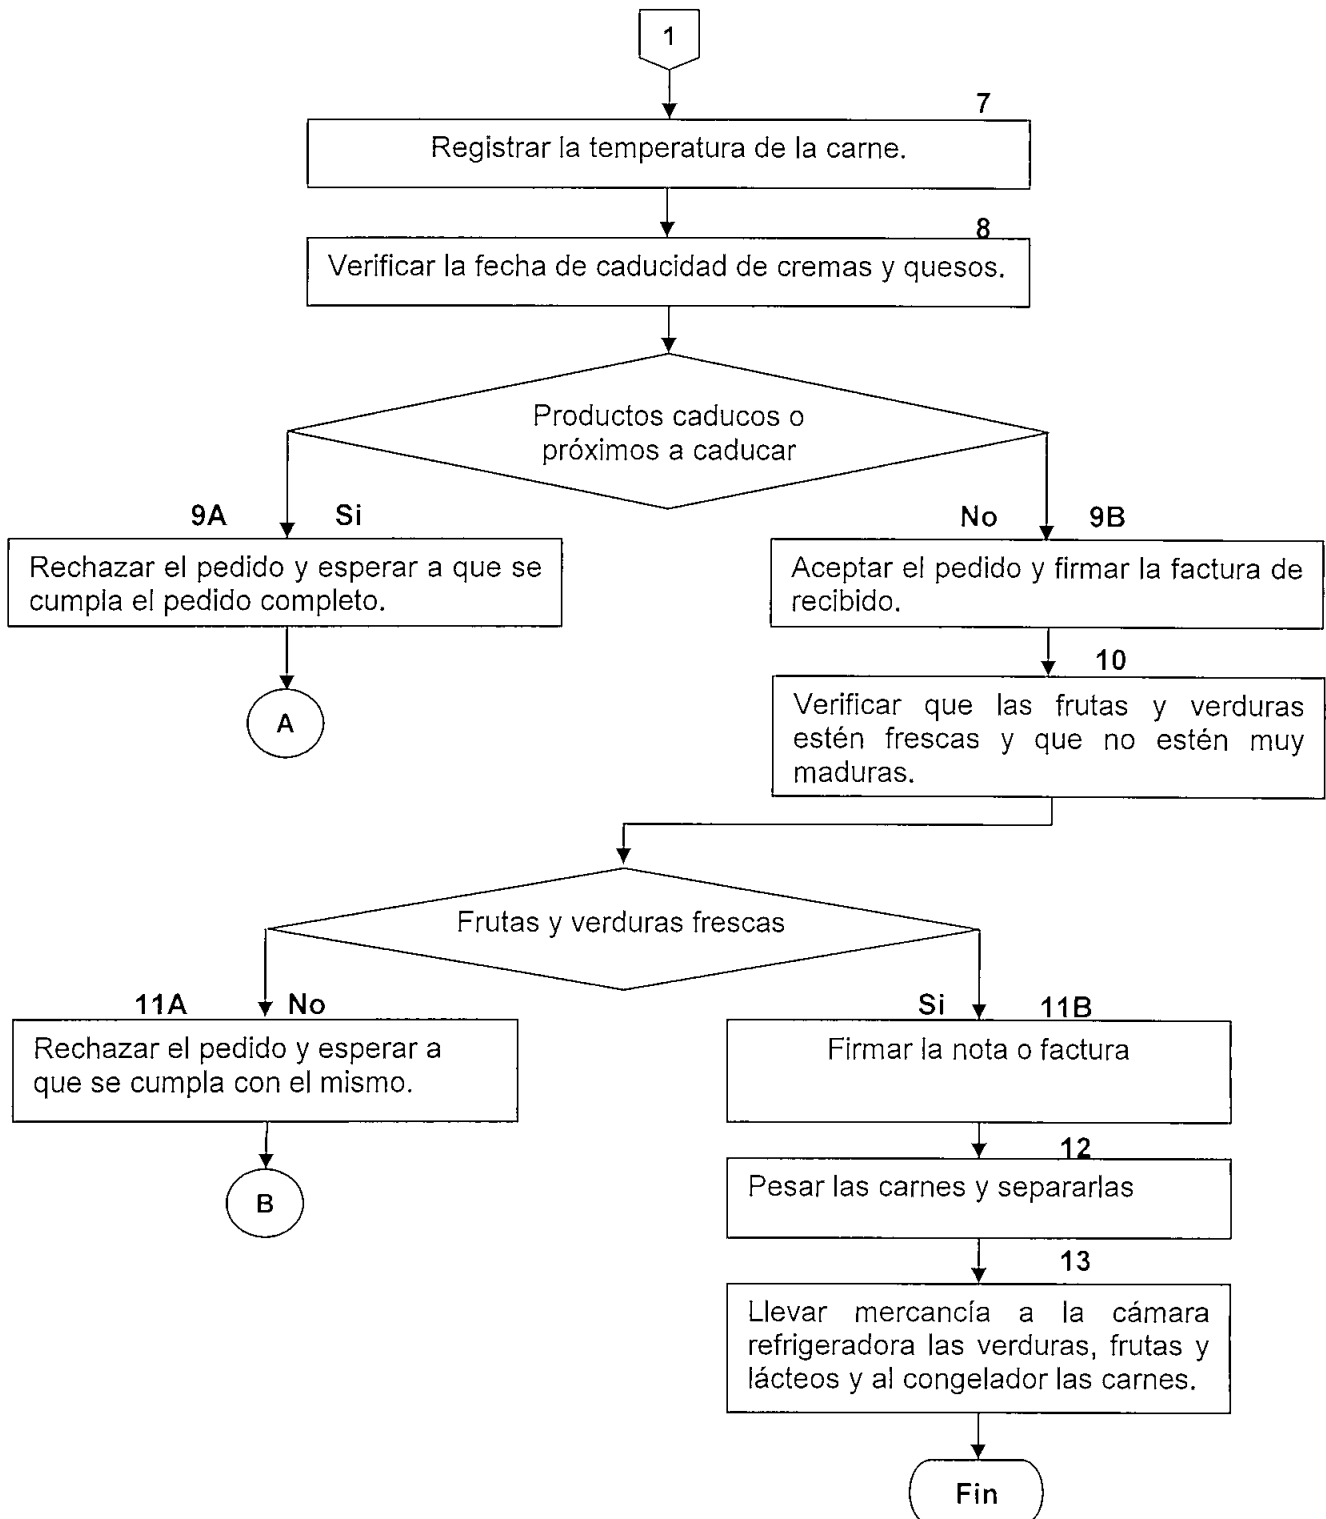 1
7
Registrar la temperatura de la carne.
8
Verificar la fecha de caducidad de cremas y quesos.
Productos caducos o
próximos a caducar
9A Si
No 9B
Rechazar el pedido y esperar a que se
cumpla el pedido completo.
Aceptar el pedido y firmar la factura de
recibido.
10
A
Verificar que las frutas y verduras
estén frescas y que no estén muy
maduras.
Frutas y verduras frescas
11A No
Si 11B
Rechazar el pedido y esperar a
que se cumpla con el mismo.
Firmar la nota o factura
12
B
Pesar las carnes y separarlas
13
Llevar mercancía a la cámara
refrigeradora las verduras, frutas y
lácteos y al congelador las carnes.
Fin